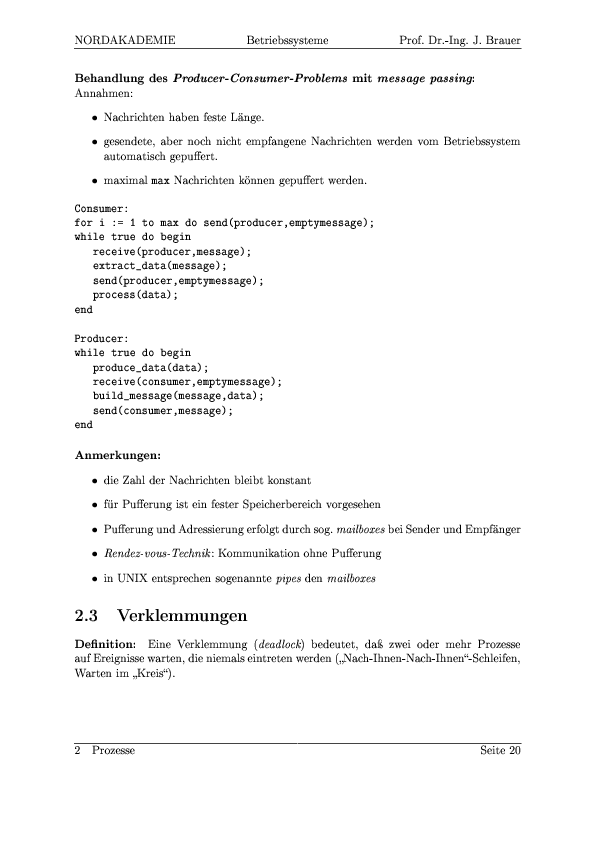 NORDAKADEMIE Betriebssysteme Prof. Dr.-Ing. J. Brauer
Behandlung des Producer-Consumer-Problems mit message passing:
Annahmen:
• Nachrichten haben feste Länge.
• gesendete, aber noch nicht empfangene Nachrichten werden vom Betriebssystem
automatisch gepuffert.
• maximal max Nachrichten können gepuffert werden.
Consumer:
for i := 1 to max do send(producer,emptymessage);
while true do begin
receive(producer,message);
extract_data(message);
send(producer,emptymessage);
process(data);
end
Producer:
while true do begin
produce_data(data);
receive(consumer,emptymessage);
build_message(message,data);
send(consumer,message);
end
Anmerkungen:
• die Zahl der Nachrichten bleibt konstant
• für Pufferung ist ein fester Speicherbereich vorgesehen
• Pufferung und Adressierung erfolgt durch sog. mailboxes bei Sender und Empfänger
• Rendez-vous-Technik: Kommunikation ohne Pufferung
• in UNIX entsprechen sogenannte pipes den mailboxes
2.3 Verklemmungen
Definition: Eine Verklemmung (deadlock) bedeutet, daß zwei oder mehr Prozesse
auf Ereignisse warten, die niemals eintreten werden („Nach-Ihnen-Nach-Ihnen“-Schleifen,
Warten im „Kreis“).
2 Prozesse Seite 20